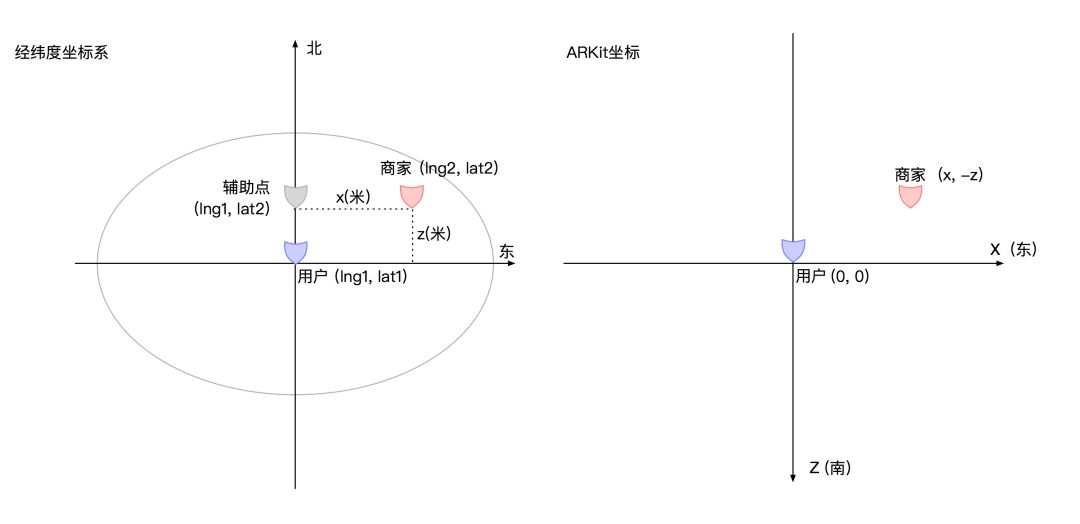 经纬度坐标系
北
商家 (lng2, lat2)
辅助点
(lng1, lat2)
x(米)
z(米)
东
用户 (lng1, lat1)
ARKit坐标
商家 (x, -z)
X (东)
用户 (0, 0)
Z (南)